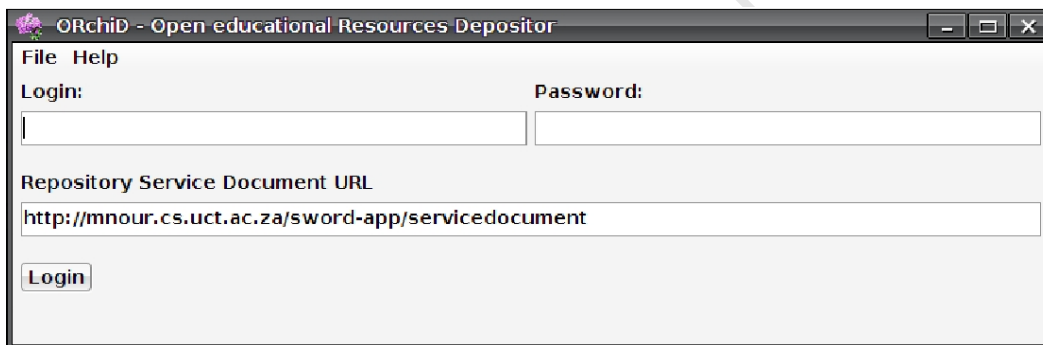 ORchiD - Open educational Resources Depositor
File Help
Login: Password:
Repository Service Document URL
http://mnour.cs.uct.ac.za/sword-app/servicedocument
Login